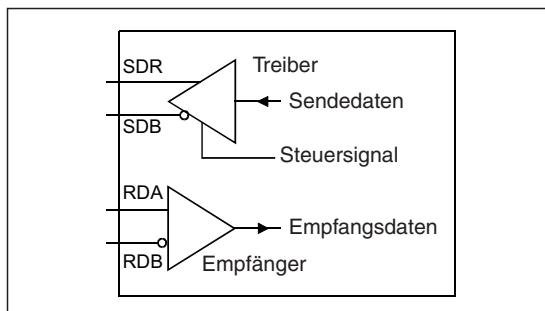 SDR
Treiber
Sendedaten
SDB
Steuersignal
RDA
Empfangsdaten
RDB
Empfänger